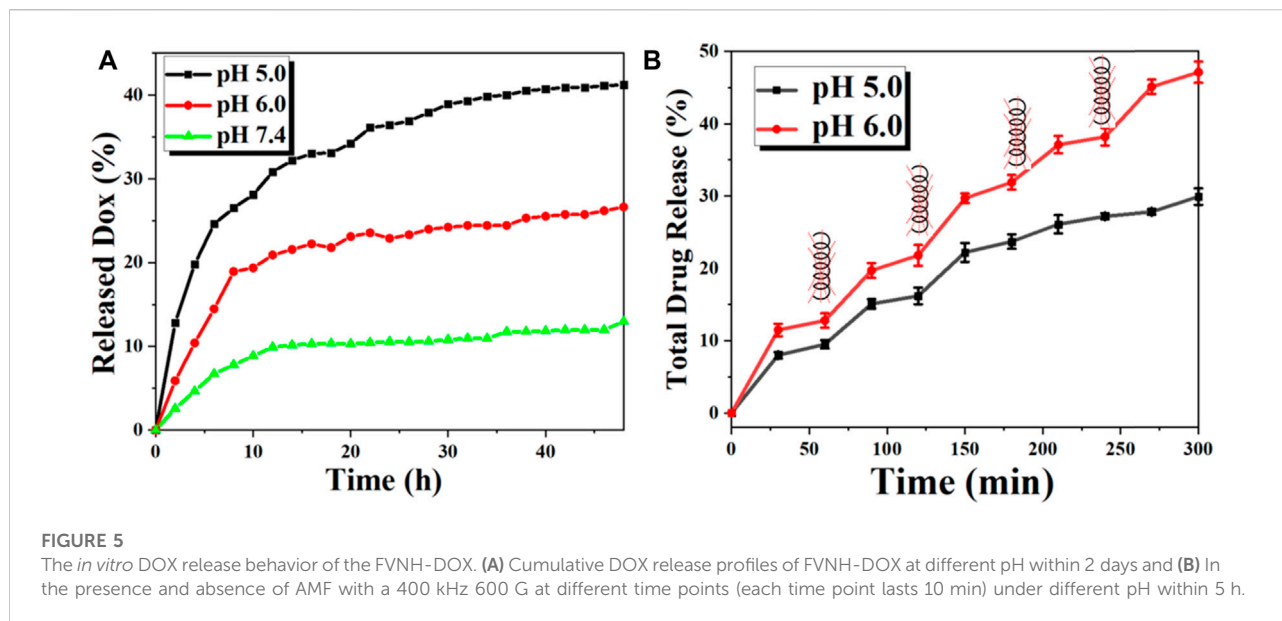 A
pH 5.0
pH 6.0
pH 7.4
Released Dox (%)
40
30
20
10
0
0
10
20
30
40
Time (h)
B
pH 5.0
pH 6.0
Total Drug Release (%)
50
40
30
20
10
0
0
50
100
150
200
250
300
Time (min)
FIGURE 5
The in vitro DOX release behavior of the FVNH-DOX. (A) Cumulative DOX release profiles of FVNH-DOX at different pH within 2 days and (B) In
the presence and absence of AMF with a 400 kHz 600 G at different time points (each time point lasts 10 min) under different pH within 5 h.